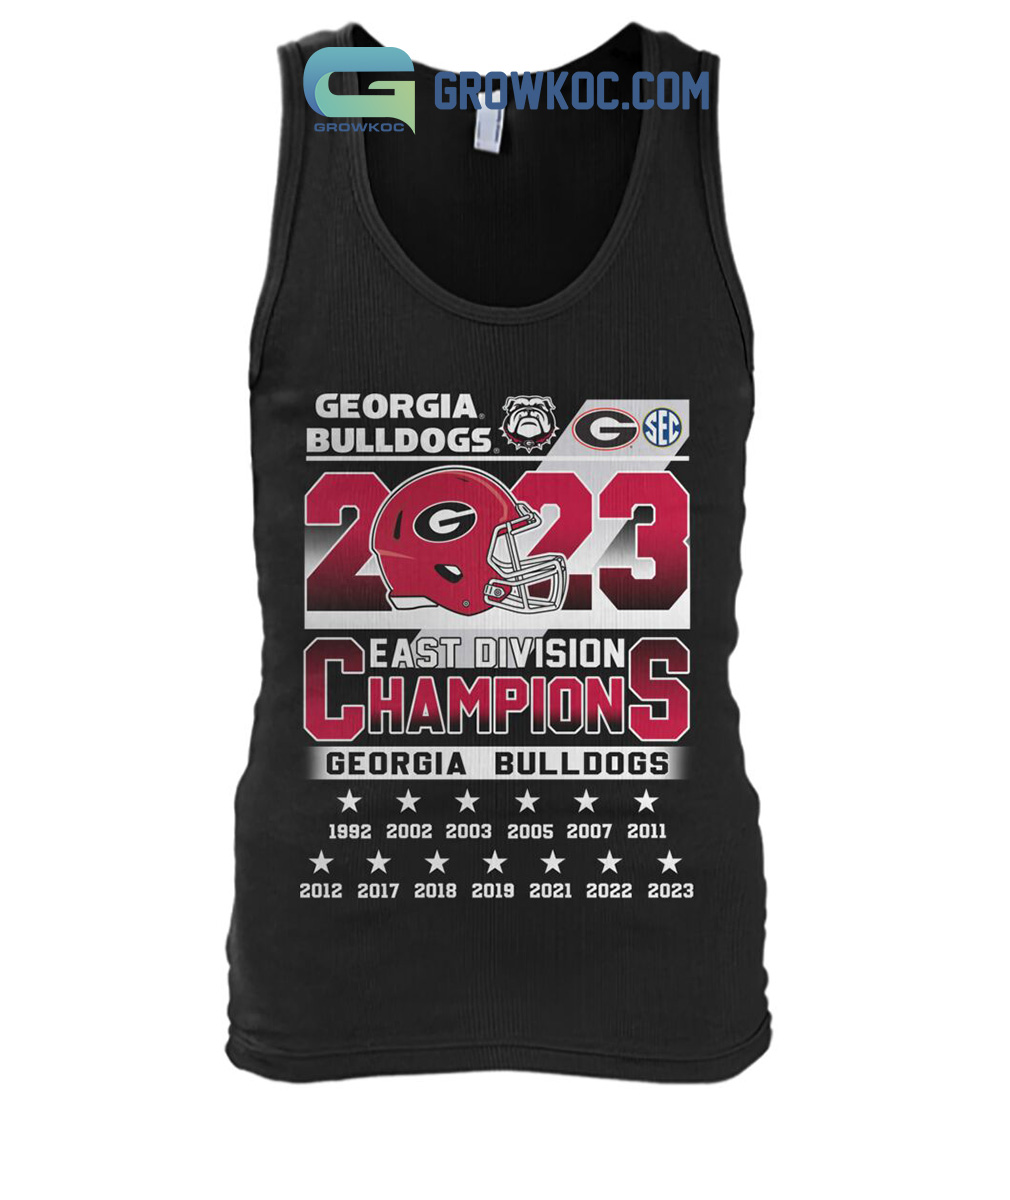 GROWKOC.COM
GROWKOC
GEORGIA®
BULLDOGS®
G SEC
2023
G
EAST DIVISION
CHAMPIONS
GEORGIA BULLDOGS
1992 2002 2003 2005 2007 2011
2012 2017 2018 2019 2021 2022 2023